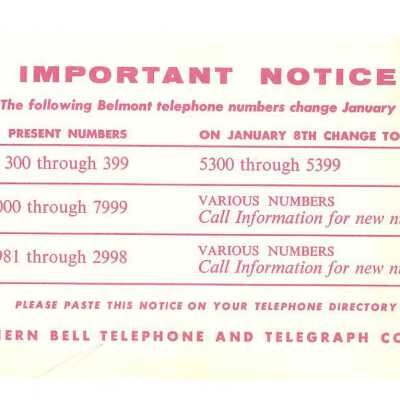 IMPORTANT NOTICE
The following Belmont telephone numbers change January
PRESENT NUMBERS ON JANUARY 8TH CHANGE TO
300 through 399 5300 through 5399
000 through 7999 VARIOUS NUMBERS
Call Information for new n
981 through 2998 VARIOUS NUMBERS
Call Information for new n
PLEASE PASTE THIS NOTICE ON YOUR TELEPHONE DIRECTORY
HERN BELL TELEPHONE AND TELEGRAPH CO